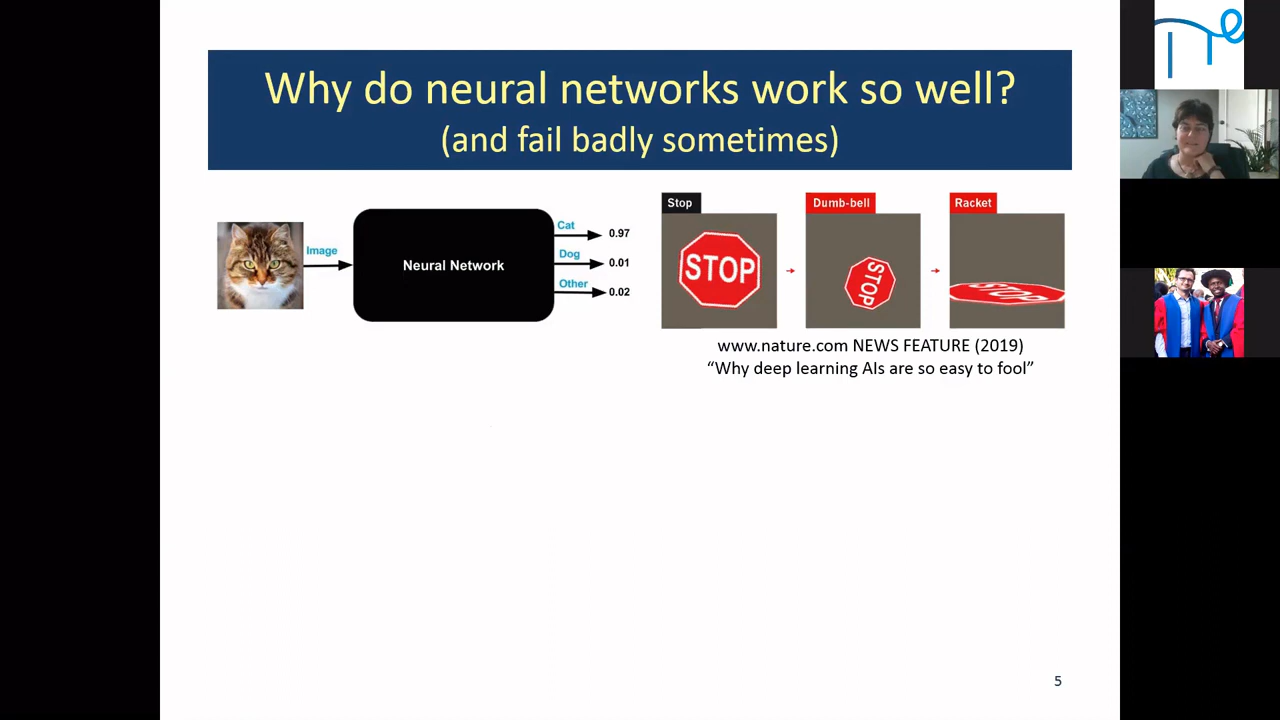 Why do neural networks work so well?
(and fail badly sometimes)
Image
Neural Network
Cat
0.97
Dog
0.01
Other
0.02
Stop
Dumb-bell
Racket
STOP
STOP
STOP
www.nature.com NEWS FEATURE (2019)
“Why deep learning AIs are so easy to fool”
5